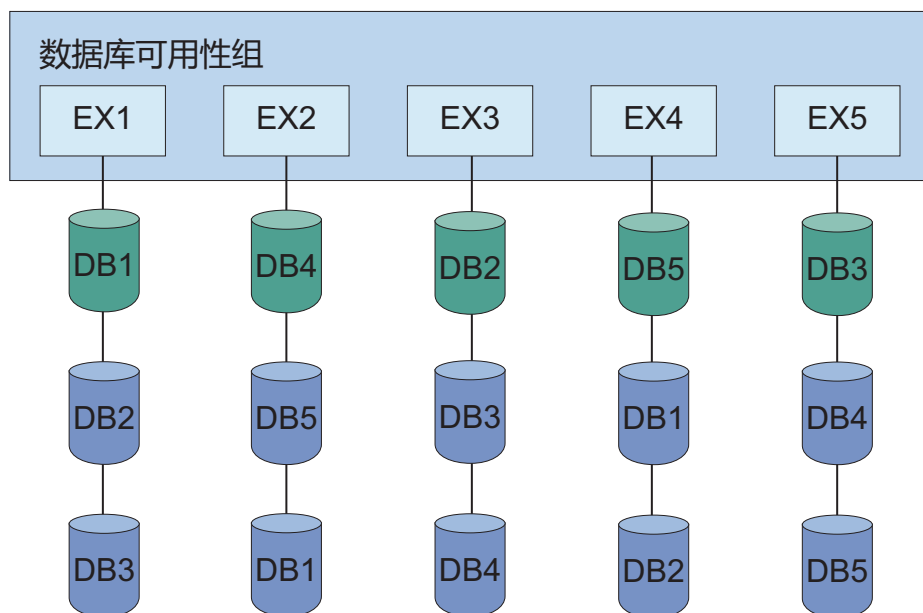 数据库可用性组
EX1 EX2 EX3 EX4 EX5
DB1 DB4 DB2 DB5 DB3
DB2 DB5 DB3 DB1 DB4
DB3 DB1 DB4 DB2 DB5